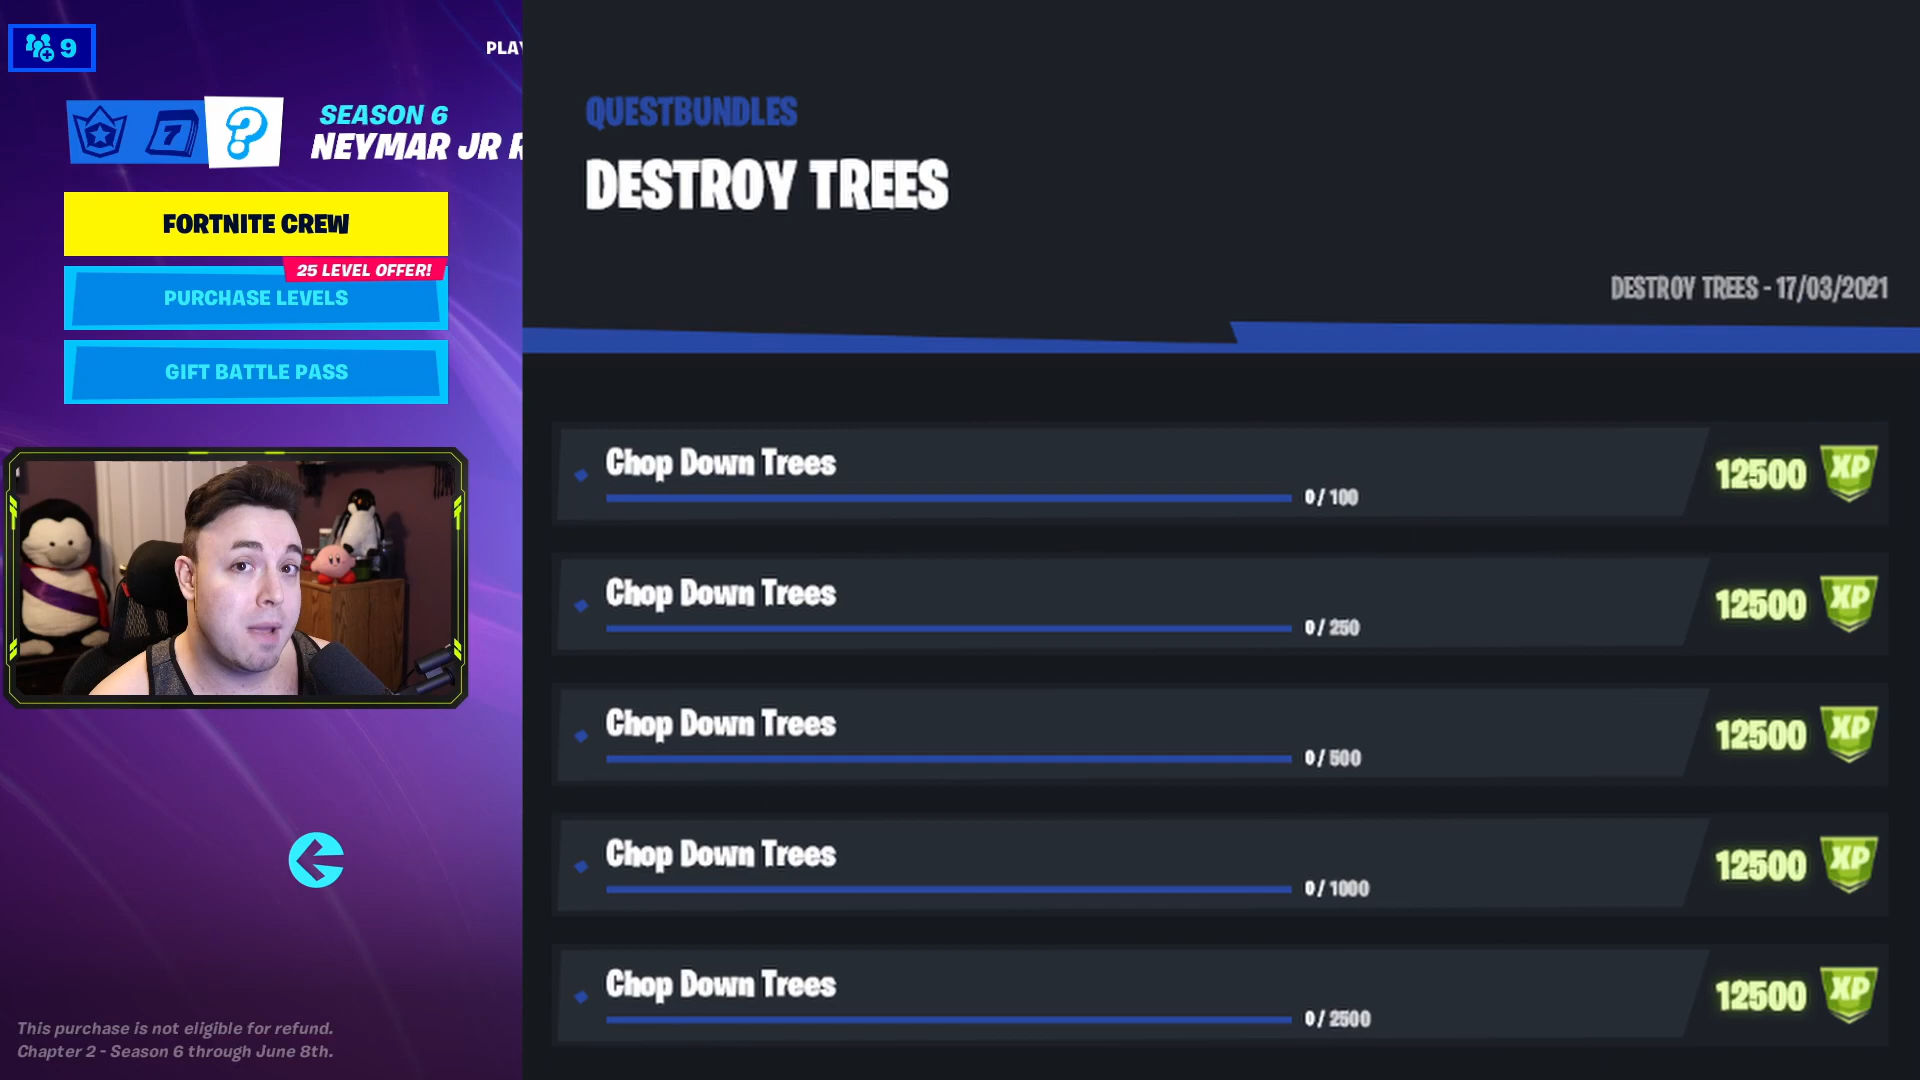 9
PLAY
7
?
SEASON 6
NEYMAR JR
FORTNITE CREW
25 LEVEL OFFER!
PURCHASE LEVELS
GIFT BATTLE PASS
This purchase is not eligible for refund.
Chapter 2 - Season 6 through June 8th.
QUESTBUNDLES
DESTROY TREES
DESTROY TREES - 17/03/2021
Chop Down Trees
0 / 100
12500 XP
Chop Down Trees
0 / 250
12500 XP
Chop Down Trees
0 / 500
12500 XP
Chop Down Trees
0 / 1000
12500 XP
Chop Down Trees
0 / 2500
12500 XP